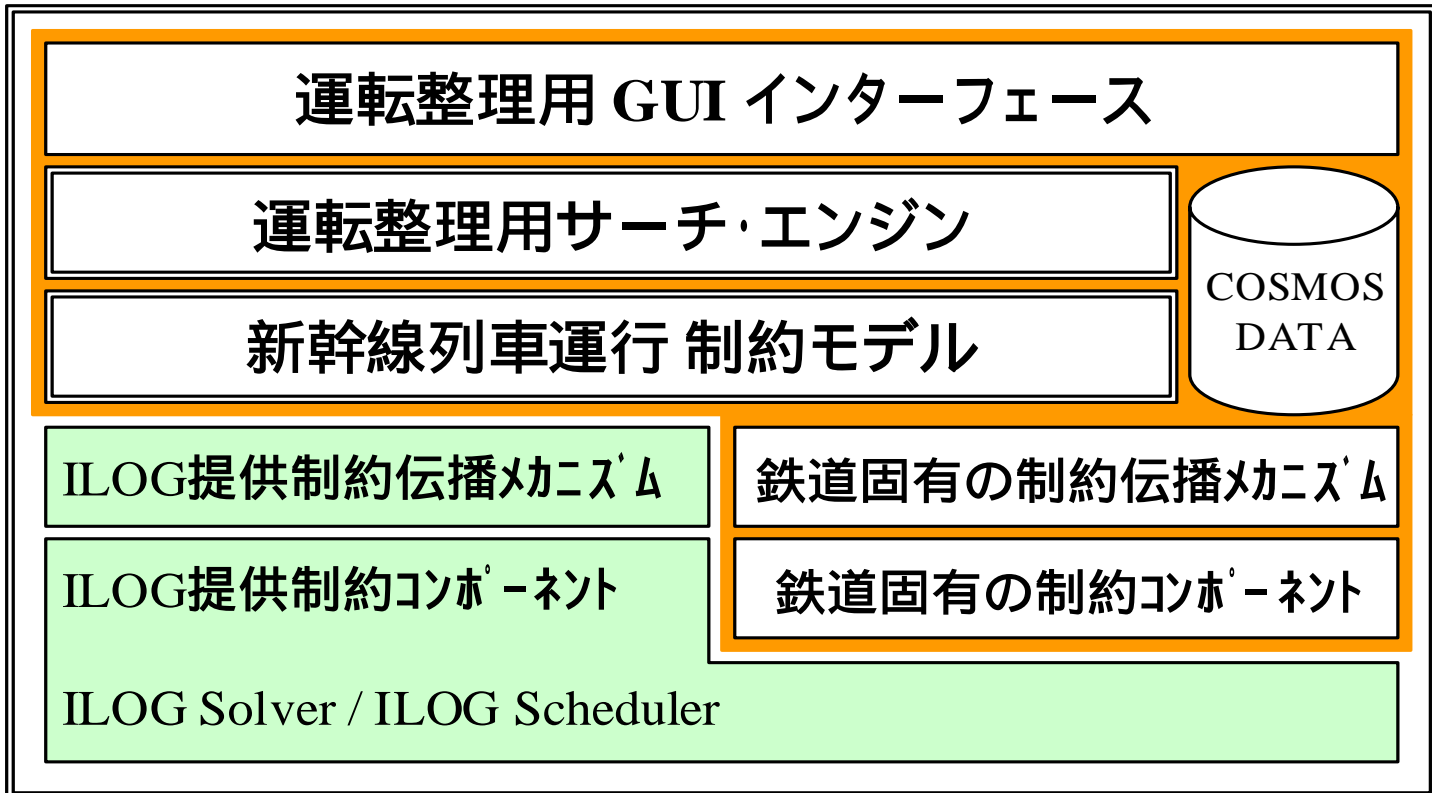 運転整理用 GUI インターフェース
運転整理用サーチ・エンジン
新幹線列車運行 制約モデル
COSMOS
DATA
ILOG提供制約伝播ﾒｶﾆｽﾞﾑ
鉄道固有の制約伝播ﾒｶﾆｽﾞﾑ
ILOG提供制約ｺﾝﾎﾟｰﾈﾝﾄ
鉄道固有の制約ｺﾝﾎﾟｰﾈﾝﾄ
ILOG Solver / ILOG Scheduler